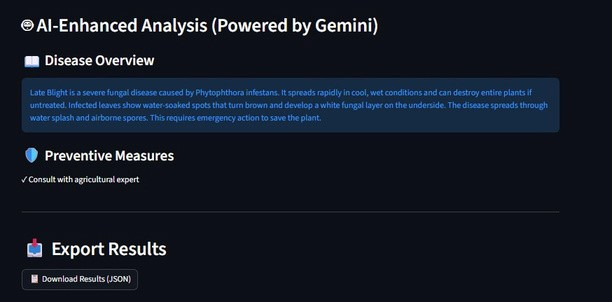 AI-Enhanced Analysis (Powered by Gemini)
Disease Overview
Late Blight is a severe fungal disease caused by Phytophthora infestans. It spreads rapidly in cool, wet conditions and can destroy entire plants if
untreated. Infected leaves show water-soaked spots that turn brown and develop a white fungal layer on the underside. The disease spreads through
water splash and airborne spores. This requires emergency action to save the plant.
Preventive Measures
✓ Consult with agricultural expert
Export Results
Download Results (JSON)